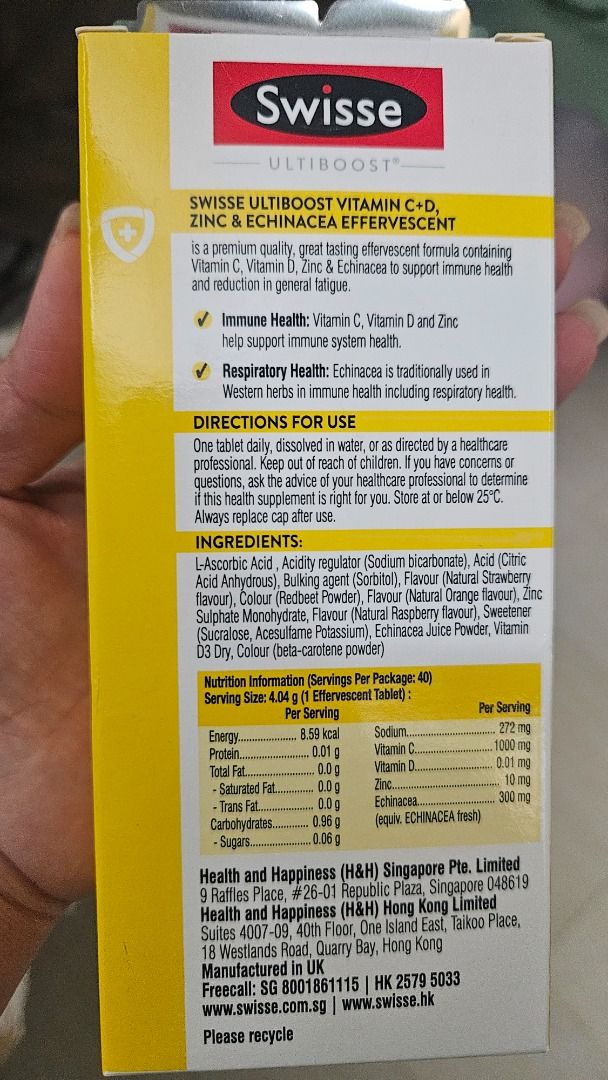 Swisse
ULTIBOOST®
SWISSE ULTIBOOST VITAMIN C+D,
ZINC & ECHINACEA EFFERVESCENT
is a premium quality, great tasting effervescent formula containing
Vitamin C, Vitamin D, Zinc & Echinacea to support immune health
and reduction in general fatigue.
Immune Health: Vitamin C, Vitamin D and Zinc
help support immune system health.
Respiratory Health: Echinacea is traditionally used in
Western herbs in immune health including respiratory health.
DIRECTIONS FOR USE
One tablet daily, dissolved in water, or as directed by a healthcare
professional. Keep out of reach of children. If you have concerns or
questions, ask the advice of your healthcare professional to determine
if this health supplement is right for you. Store at or below 25°C.
Always replace cap after use.
INGREDIENTS:
L-Ascorbic Acid , Acidity regulator (Sodium bicarbonate), Acid (Citric
Acid Anhydrous), Bulking agent (Sorbitol), Flavour (Natural Strawberry
flavour), Colour (Redbeet Powder), Flavour (Natural Orange flavour), Zinc
Sulphate Monohydrate, Flavour (Natural Raspberry flavour), Sweetener
(Sucralose, Acesulfame Potassium), Echinacea Juice Powder, Vitamin
D3 Dry, Colour (beta-carotene powder)
Nutrition Information (Servings Per Package: 40)
Serving Size: 4.04 g (1 Effervescent Tablet) :
Per Serving
Energy.................... 8.59 kcal
Protein.................... 0.01 g
Total Fat.................... 0.0 g
- Saturated Fat............ 0.0 g
- Trans Fat................ 0.0 g
Carbohydrates............ 0.96 g
- Sugars.................... 0.06 g
Per Serving
Sodium.............................. 272 mg
Vitamin C.......................... 1000 mg
Vitamin D.......................... 0.01 mg
Zinc................................ 10 mg
Echinacea.......................... 300 mg
(equiv. ECHINACEA fresh)
Health and Happiness (H&H) Singapore Pte. Limited
9 Raffles Place, #26-01 Republic Plaza, Singapore 048619
Health and Happiness (H&H) Hong Kong Limited
Suites 4007-09, 40th Floor, One Island East, Taikoo Place,
18 Westlands Road, Quarry Bay, Hong Kong
Manufactured in UK
Freecall: SG 8001861115 | HK 2579 5033
www.swisse.com.sg | www.swisse.hk
Please recycle